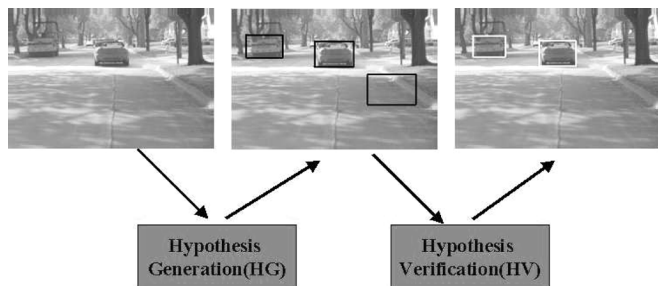 Hypothesis
Generation(HG)
Hypothesis
Verification(HV)